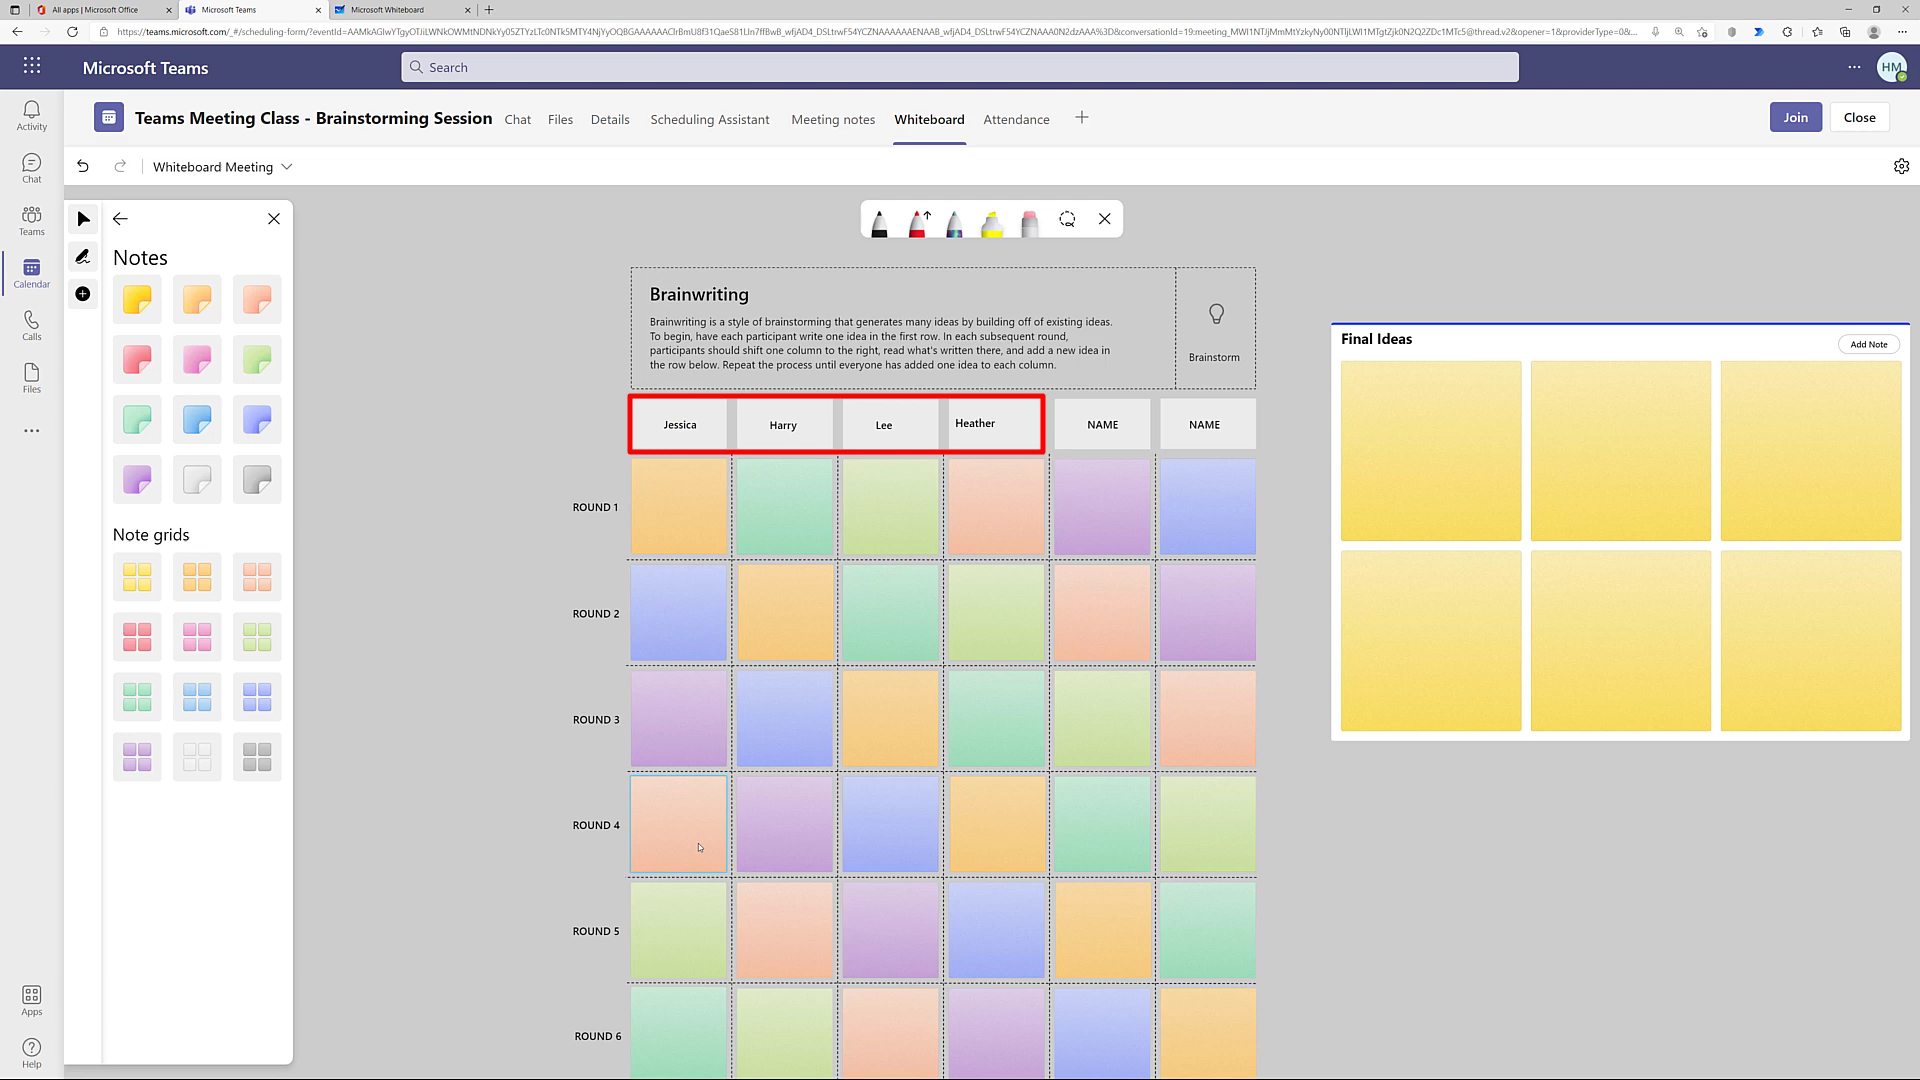 All apps | Microsoft Office
Microsoft Teams
Microsoft Whiteboard
Microsoft Teams
Search
HM
Teams Meeting Class - Brainstorming Session
Chat
Files
Details
Scheduling Assistant
Meeting notes
Whiteboard
Attendance
Join
Close
Whiteboard Meeting
Activity
Chat
Teams
Calendar
Calls
Files
Apps
Help
Notes
Note grids
Brainwriting
Brainwriting is a style of brainstorming that generates many ideas by building off of existing ideas.
To begin, have each participant write one idea in the first row. In each subsequent round,
participants should shift one column to the right, read what's written there, and add a new idea in
the row below. Repeat the process until everyone has added one idea to each column.
Brainstorm
Jessica
Harry
Lee
Heather
NAME
NAME
ROUND 1
ROUND 2
ROUND 3
ROUND 4
ROUND 5
ROUND 6
Final Ideas
Add Note